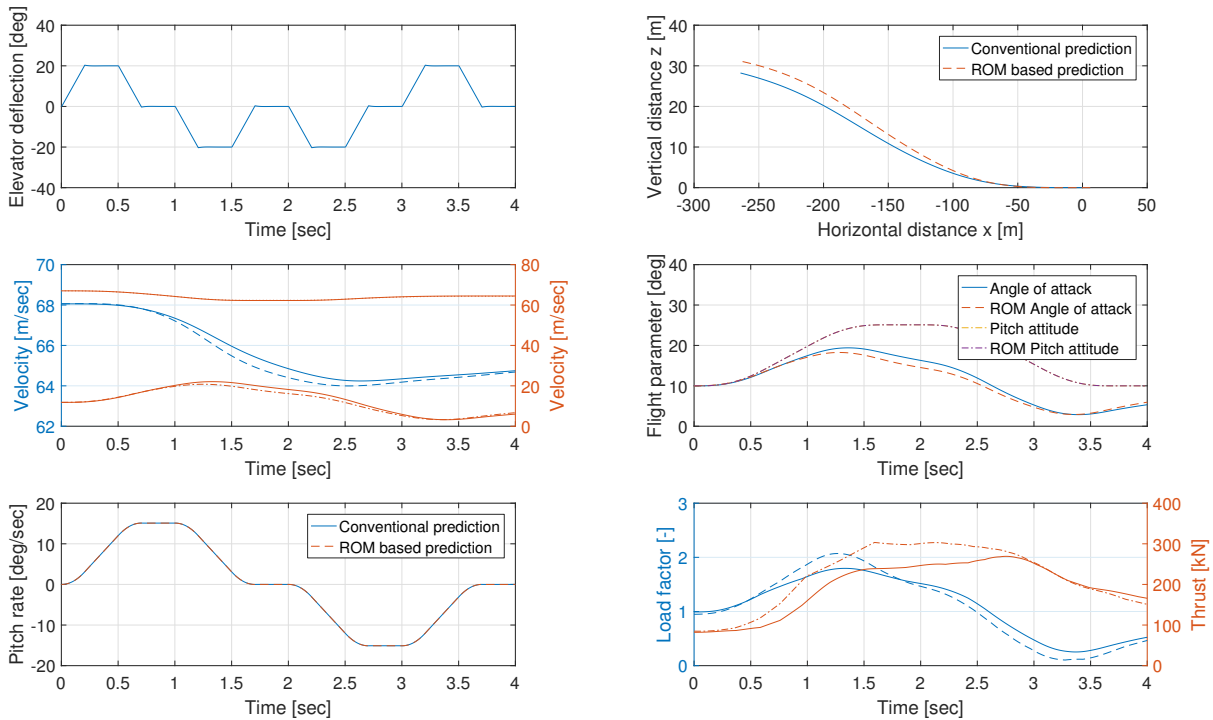 Elevator deflection [deg]
40
20
0
-20
-40
0 0.5 1 1.5 2 2.5 3 3.5 4
Time [sec]
Vertical distance z [m]
40
30
20
10
0
Conventional prediction
ROM based prediction
-300 -250 -200 -150 -100 -50 0 50
Horizontal distance x [m]
Velocity [m/sec]
70
68
66
64
62
80
60
40
20
0
Velocity [m/sec]
0 0.5 1 1.5 2 2.5 3 3.5 4
Time [sec]
Flight parameter [deg]
40
30
20
10
0
Angle of attack
ROM Angle of attack
Pitch attitude
ROM Pitch attitude
0 0.5 1 1.5 2 2.5 3 3.5 4
Time [sec]
Pitch rate [deg/sec]
20
10
0
-10
-20
Conventional prediction
ROM based prediction
0 0.5 1 1.5 2 2.5 3 3.5 4
Time [sec]
Load factor [-]
3
2
1
0
400
300
200
100
0
Thrust [kN]
0 0.5 1 1.5 2 2.5 3 3.5 4
Time [sec]